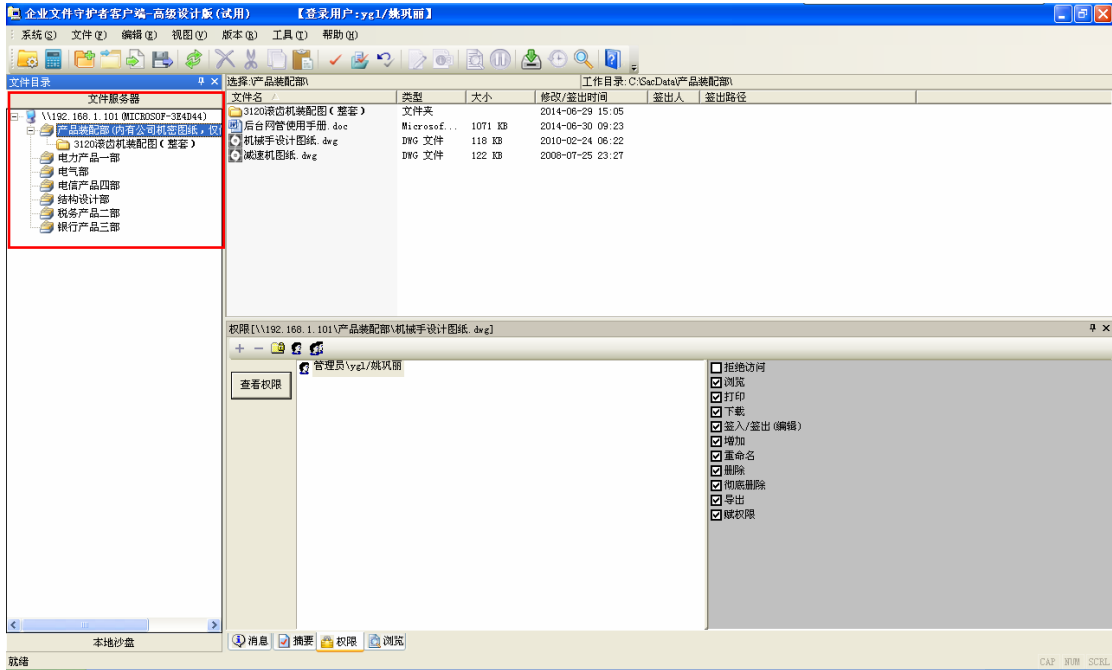 企业文件守护者客户端-高级设计版(试用) 【登录用户:ygl/姚巩丽】
系统(S) 文件(F) 编辑(E) 视图(V) 版本(B) 工具(T) 帮助(H)
文件目录
文件服务器
\\192.168.1.101(MICROSOF-3E4D44)
产品装配部(内有公司机密图纸，仅
3120滚齿机装配图(整套)
电力产品一部
电气部
电信产品四部
结构设计部
税务产品二部
银行产品三部
本地沙盘
选择:\产品装配部\ 工作目录:C:\SacData\产品装配部\
文件名 类型 大小 修改/签出时间 签出人 签出路径
3120滚齿机装配图(整套) 文件夹 2014-06-29 15:05
后台网管使用手册.doc Microsof... 1071 KB 2014-06-30 09:23
机械手设计图纸.dwg DWG 文件 118 KB 2010-02-24 06:22
减速机图纸.dwg DWG 文件 122 KB 2008-07-25 23:27
权限[\\192.168.1.101\产品装配部\机械手设计图纸.dwg]
查看权限
管理员\ygl/姚巩丽
拒绝访问
浏览
打印
下载
签入/签出(编辑)
增加
重命名
删除
彻底删除
导出
赋权限
消息 摘要 权限 浏览
就绪
CAP NUM SCRL